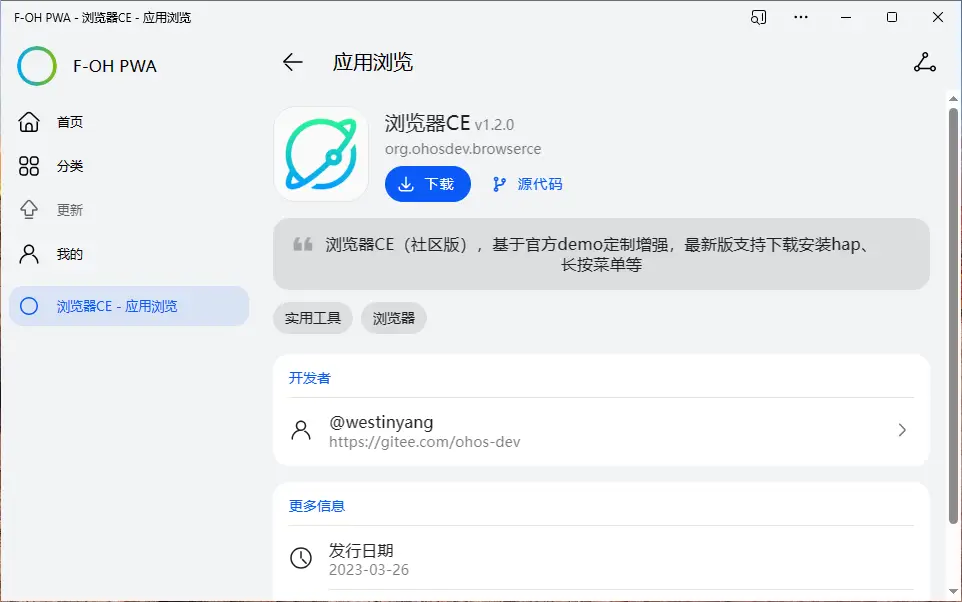 F-OH PWA - 浏览器CE - 应用浏览
F-OH PWA
应用浏览
首页
分类
更新
我的
浏览器CE - 应用浏览
浏览器CE v1.2.0
org.ohosdev.browserce
下载
源代码
浏览器CE（社区版），基于官方demo定制增强，最新版支持下载安装hap、
长按菜单等
实用工具
浏览器
开发者
@westinyang
https://gitee.com/ohos-dev
更多信息
发行日期
2023-03-26